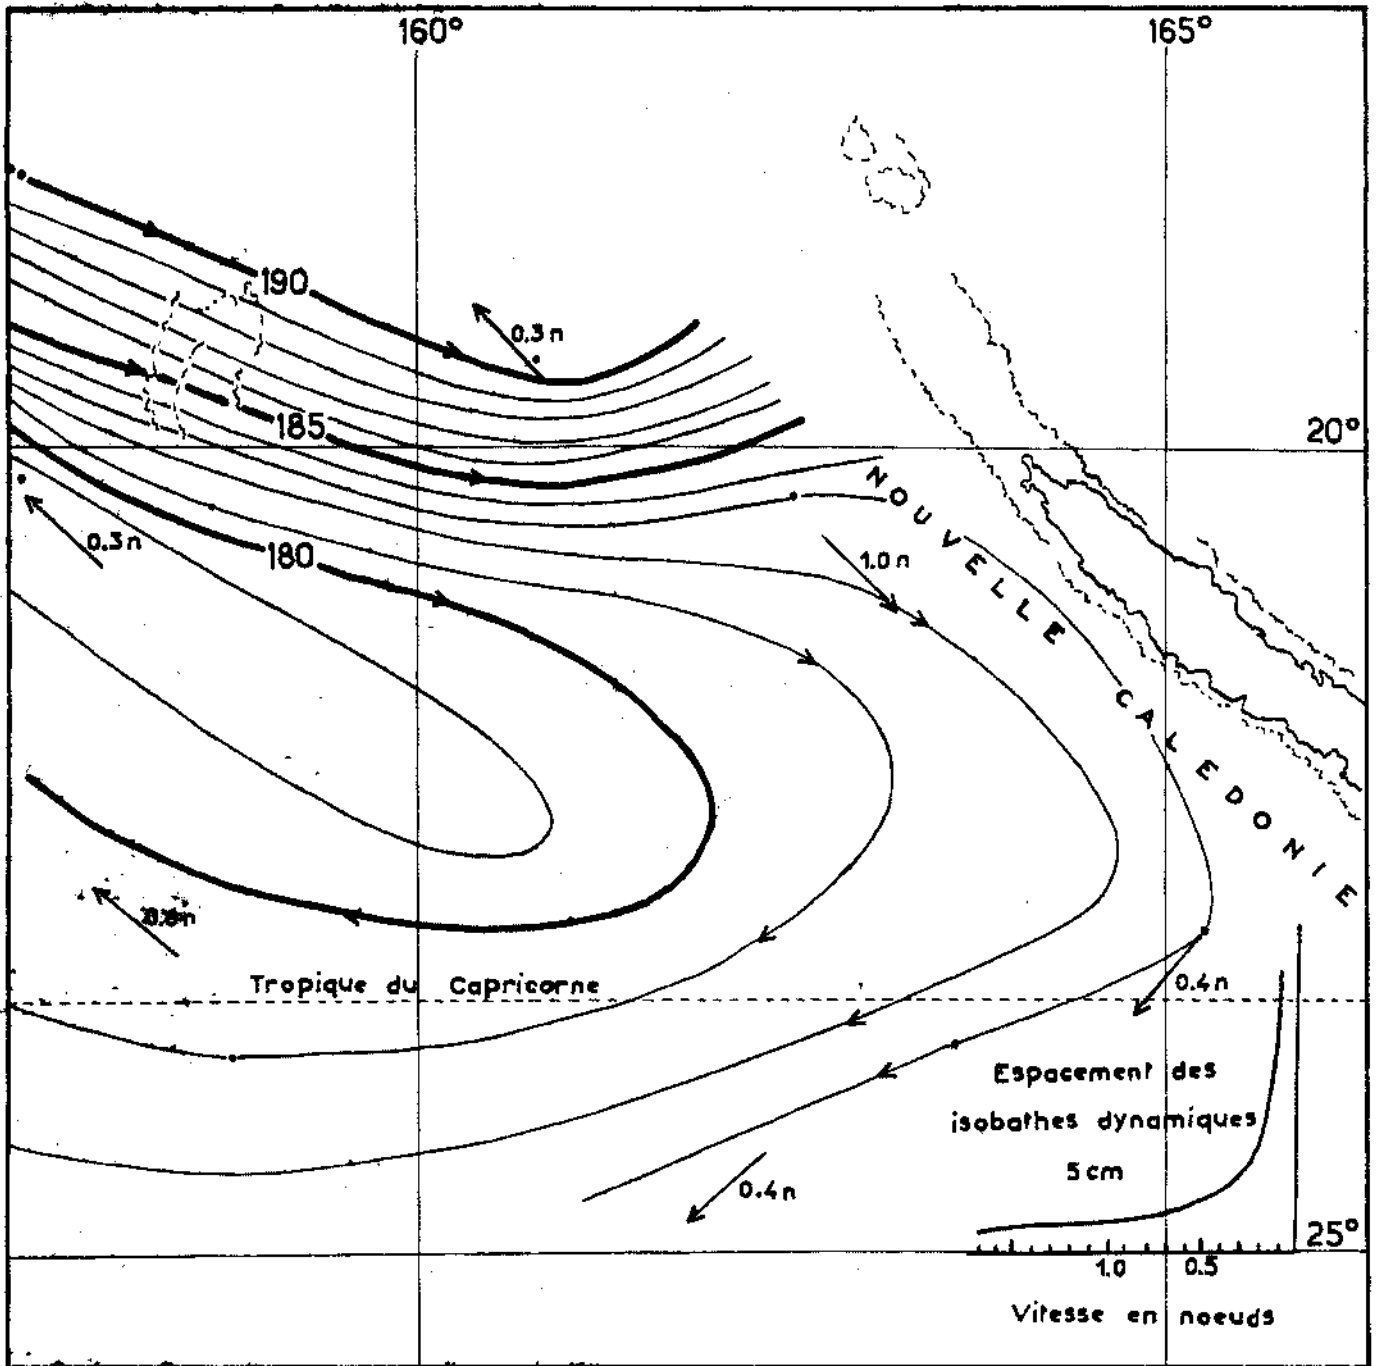 160°
165°
190
0.3 n
185
20°
NOUVELLE CALEDONIE
0.3 n
180
1.0 n
Tropique du Capricorne
0.4 n
Espacement des
isobathes dynamiques
5 cm
0.4 n
25°
1.0 0.5
Vitesse en noeuds